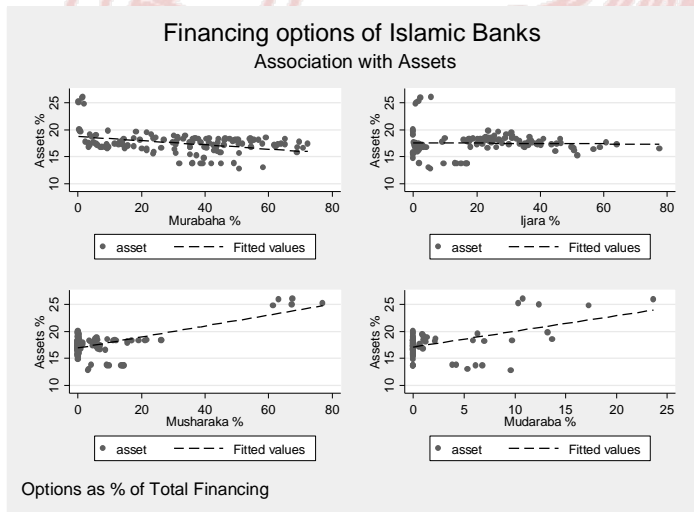 Financing options of Islamic Banks
Association with Assets
Assets %
10 15 20 25
0 20 40 60 80
Murabaha %
asset Fitted values
Assets %
10 15 20 25
0 20 40 60 80
Ijara %
asset Fitted values
Assets %
10 15 20 25
0 20 40 60 80
Musharaka %
asset Fitted values
Assets %
10 15 20 25
0 5 10 15 20 25
Mudaraba %
asset Fitted values
Options as % of Total Financing